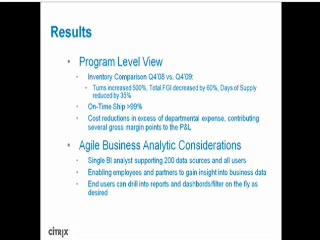 Results
• Program Level View
• Inventory Comparison Q4'08 vs. Q4'09:
• Turns increased 500%, Total FGI decreased by 60%, Days of Supply
reduced by 35%
• On-Time Ship >99%
• Cost reductions in excess of departmental expense, contributing
several gross margin points to the P&L
• Agile Business Analytic Considerations
• Single BI analyst supporting 200 data sources and all users
• Enabling employees and partners to gain insight into business data
• End users can drill into reports and dashbords/filter on the fly as
desired
CITRIX